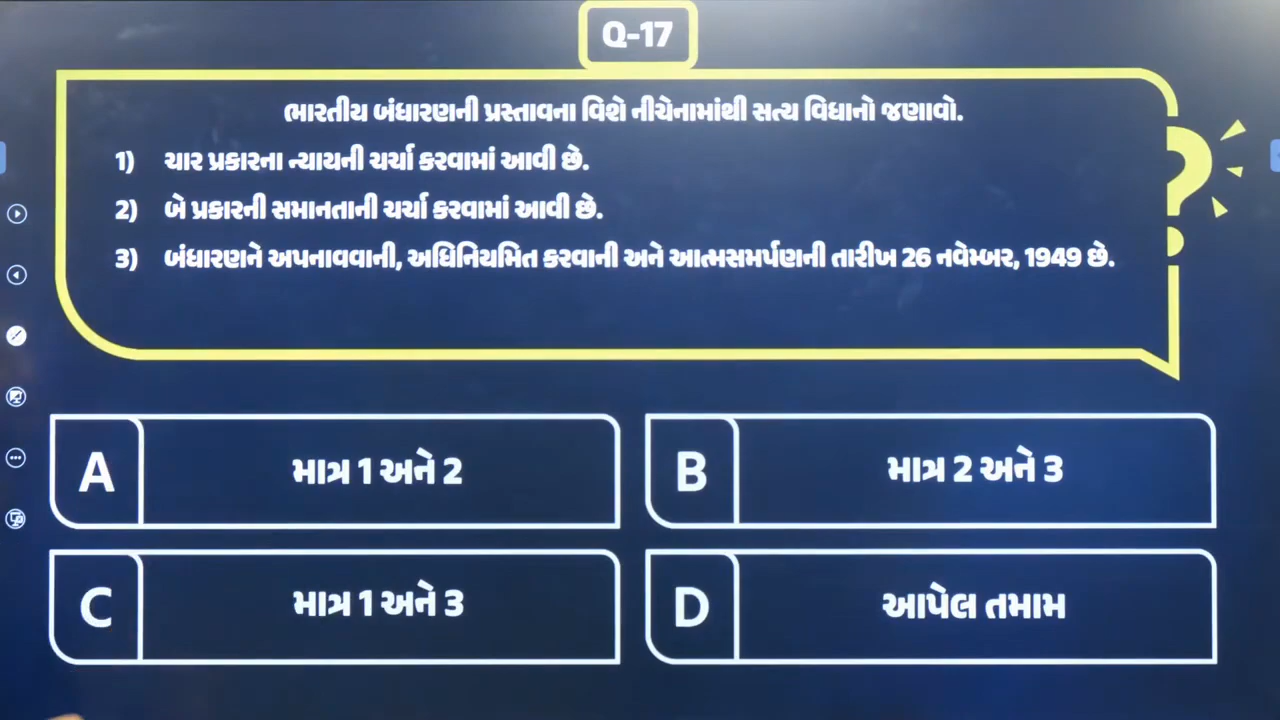 Q-17
ભારતીય બંધારણની પ્રસ્તાવના વિશે નીચેનામાંથી સત્ય વિધાનો જણાવો.
1) ચાર પ્રકારના ન્યાયની ચર્ચા કરવામાં આવી છે.
2) બે પ્રકારની સમાનતાની ચર્ચા કરવામાં આવી છે.
3) બંધારણને અપનાવવાની, અધિનિયમિત કરવાની અને આત્મસમર્પણની તારીખ 26 નવેમ્બર, 1949 છે.
A માત્ર 1 અને 2
B માત્ર 2 અને 3
C માત્ર 1 અને 3
D આપેલ તમામ